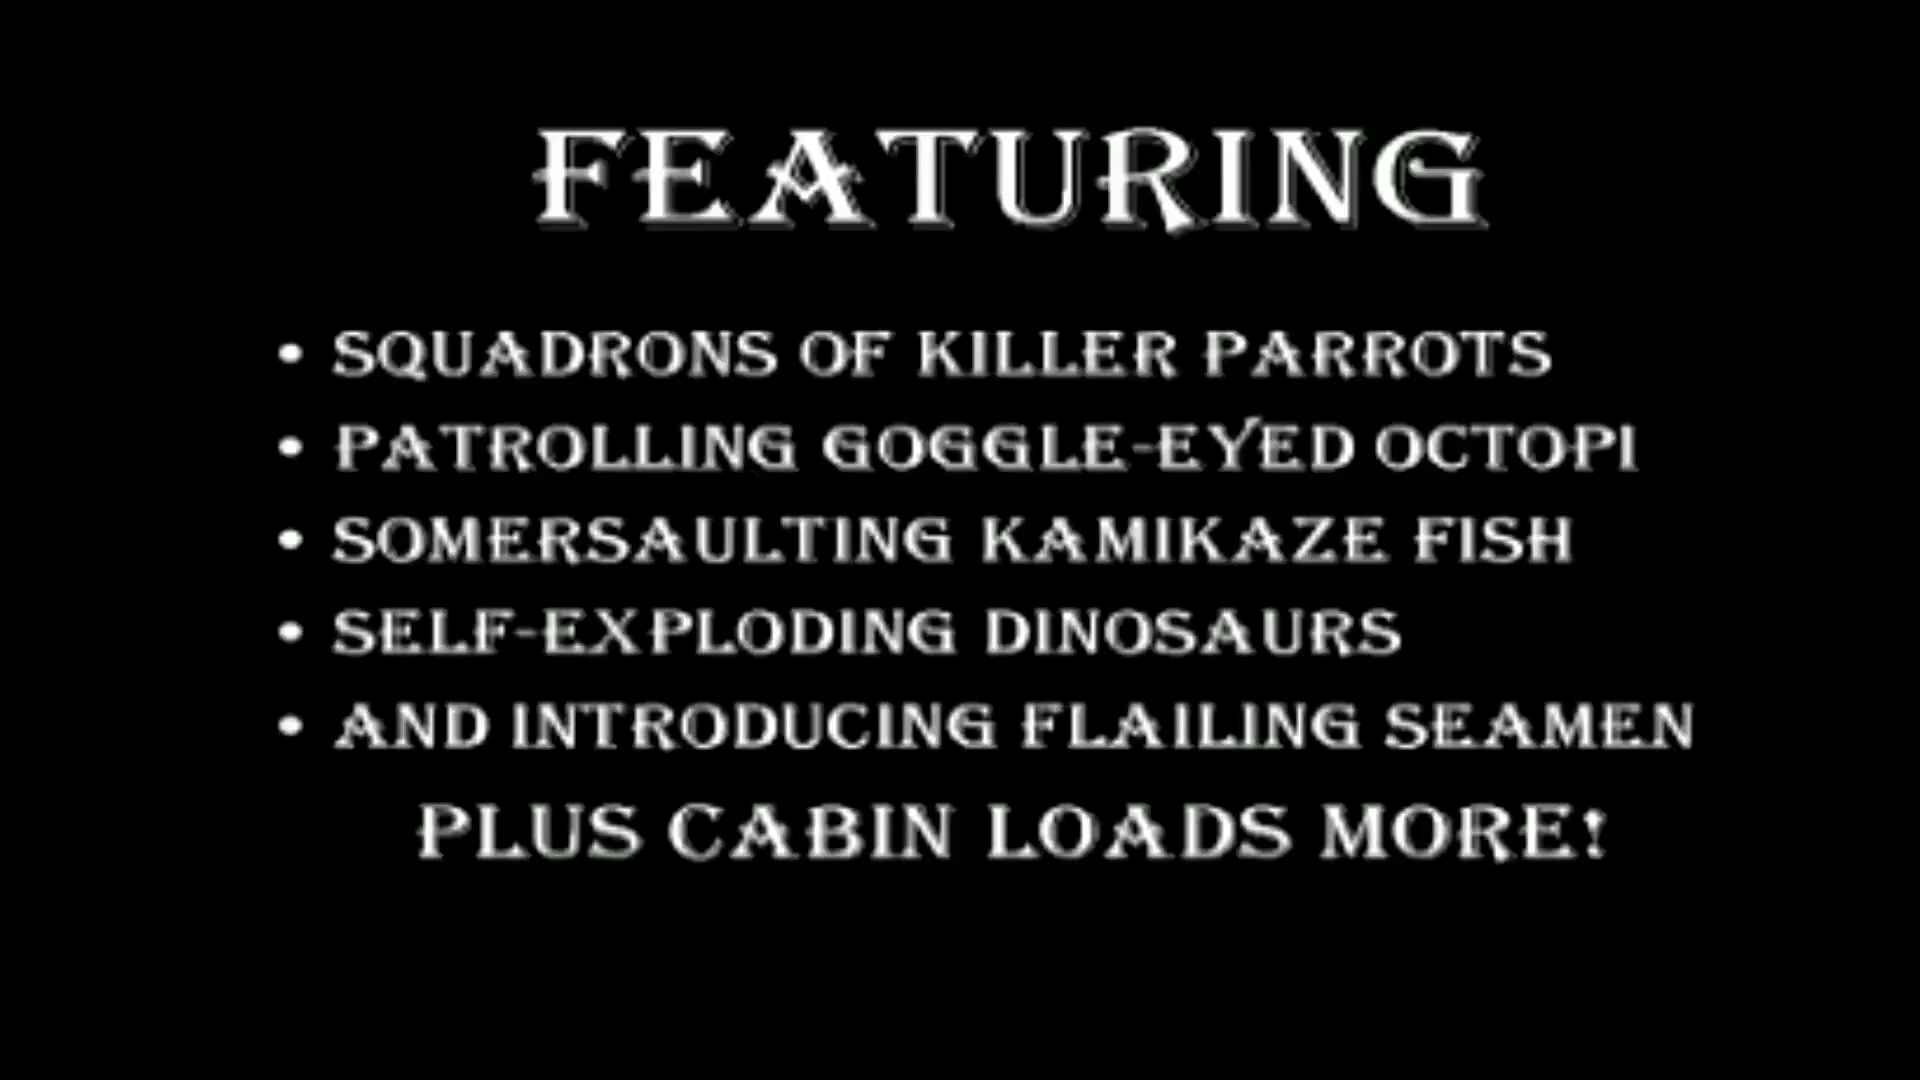 FEATURING
• SQUADRONS OF KILLER PARROTS
• PATROLLING GOGGLE-EYED OCTOPI
• SOMERSAULTING KAMIKAZE FISH
• SELF-EXPLODING DINOSAURS
• AND INTRODUCING FLAILING SEAMEN
PLUS CABIN LOADS MORE!